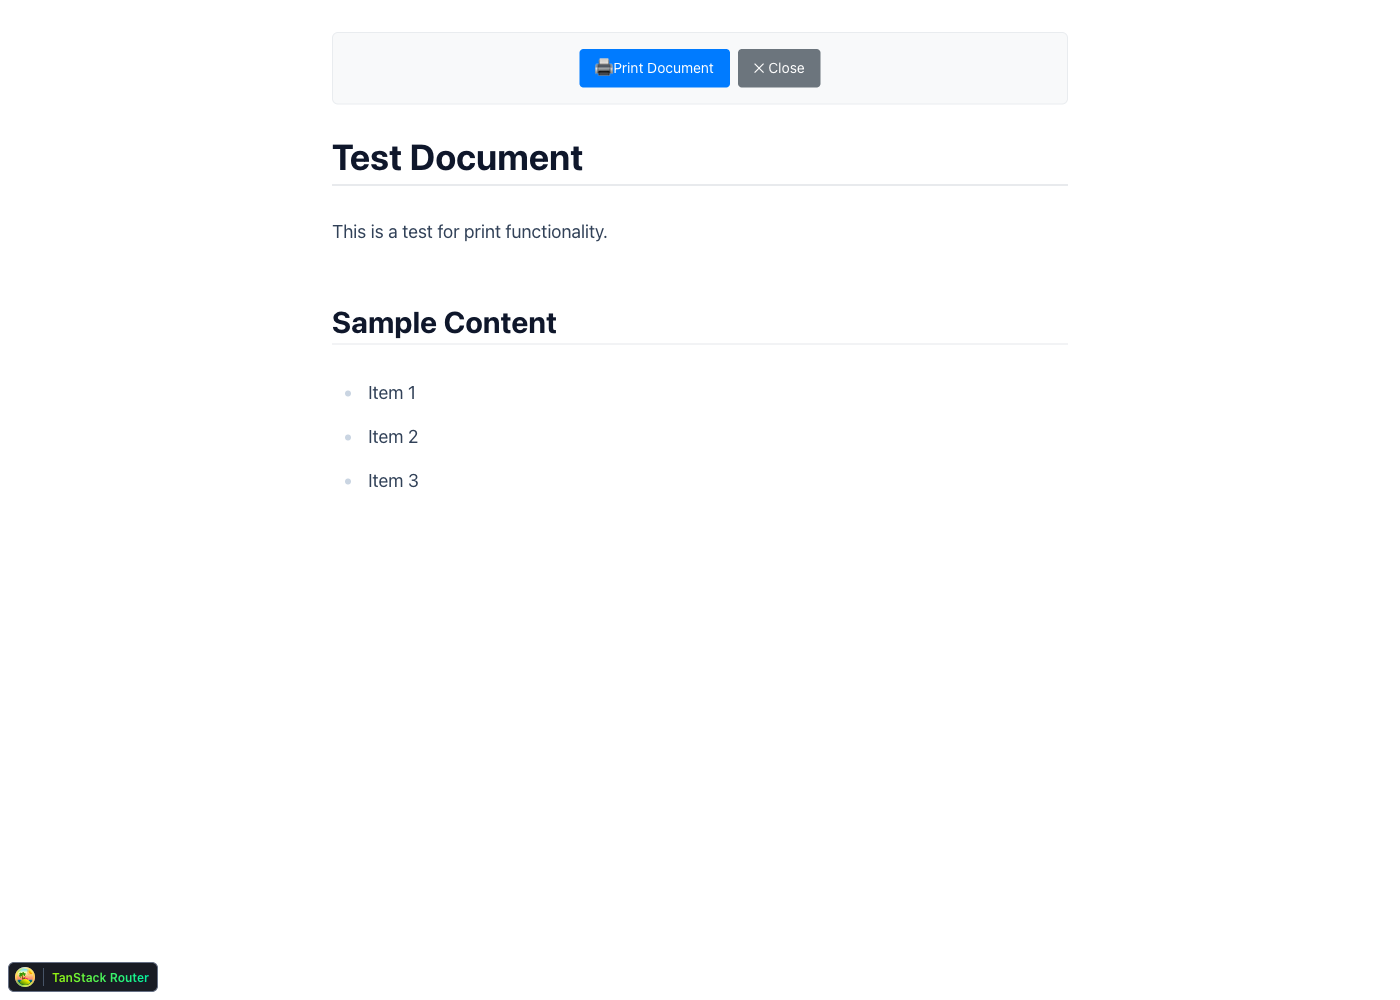 Print Document
× Close
Test Document
This is a test for print functionality.
Sample Content
Item 1
Item 2
Item 3
TanStack Router